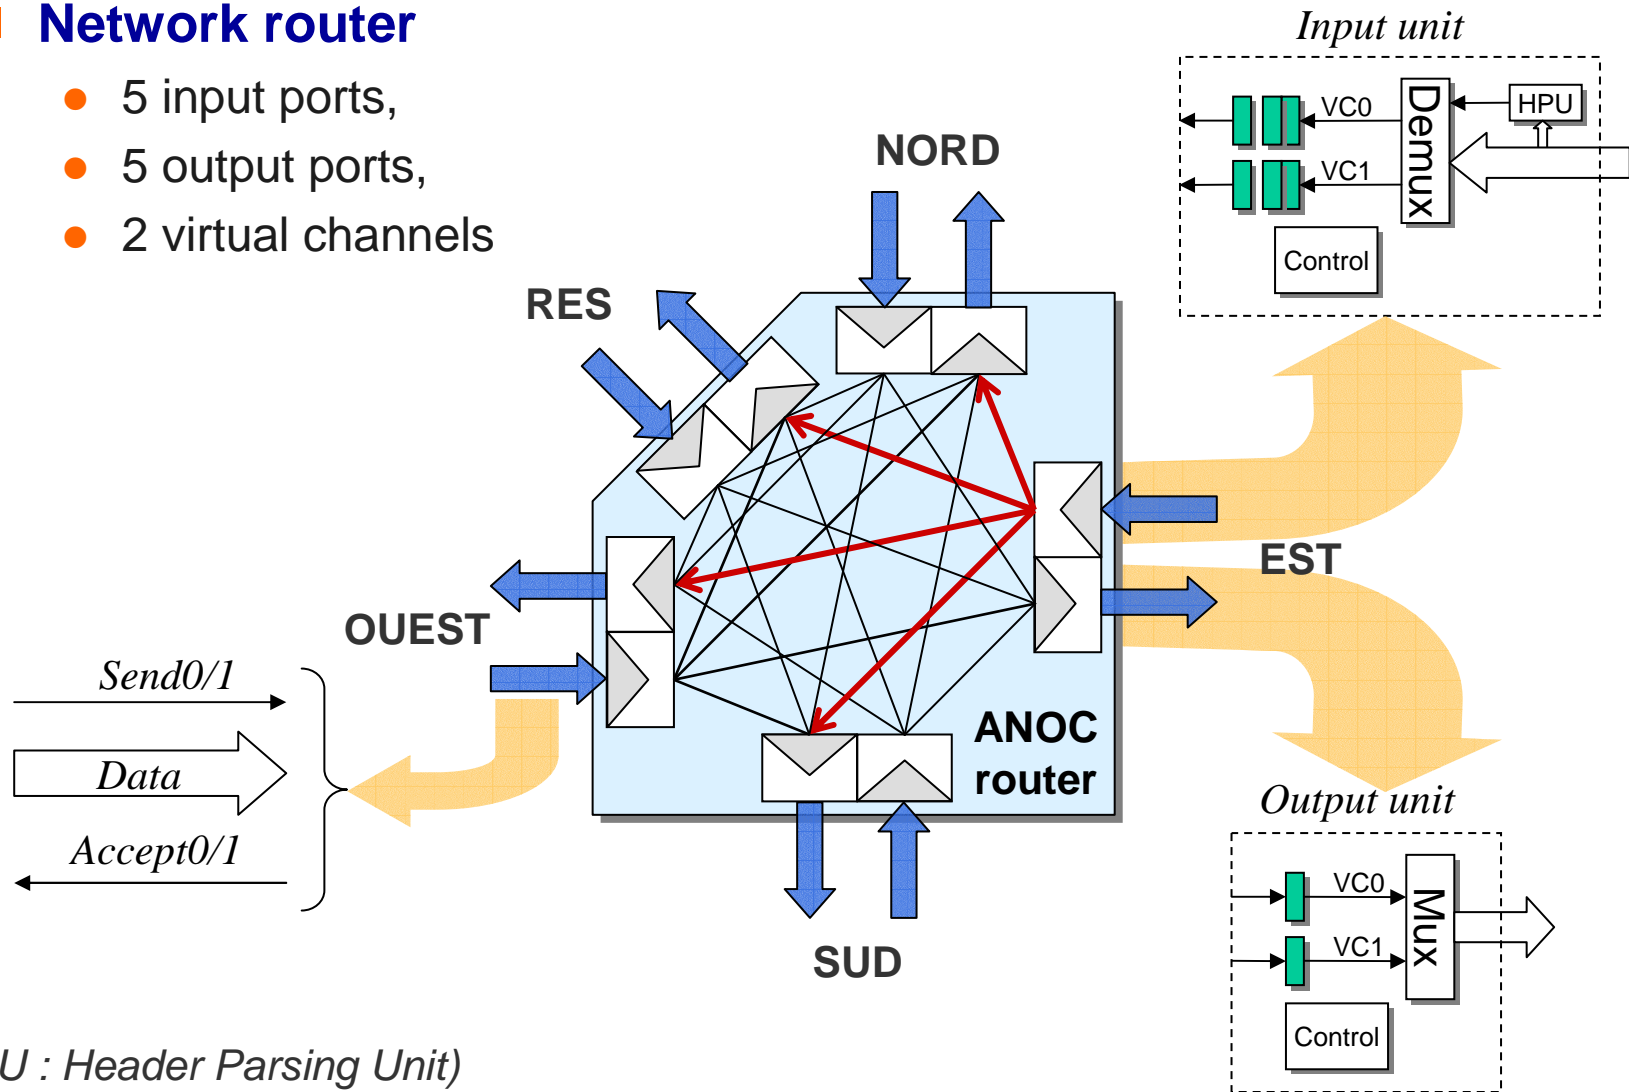 Network router
5 input ports,
5 output ports,
2 virtual channels
Input unit
VC0
VC1
Demux
HPU
Control
NORD
RES
EST
OUEST
SUD
ANOC
router
Send0/1
Data
Accept0/1
Output unit
VC0
VC1
Mux
Control
U : Header Parsing Unit)